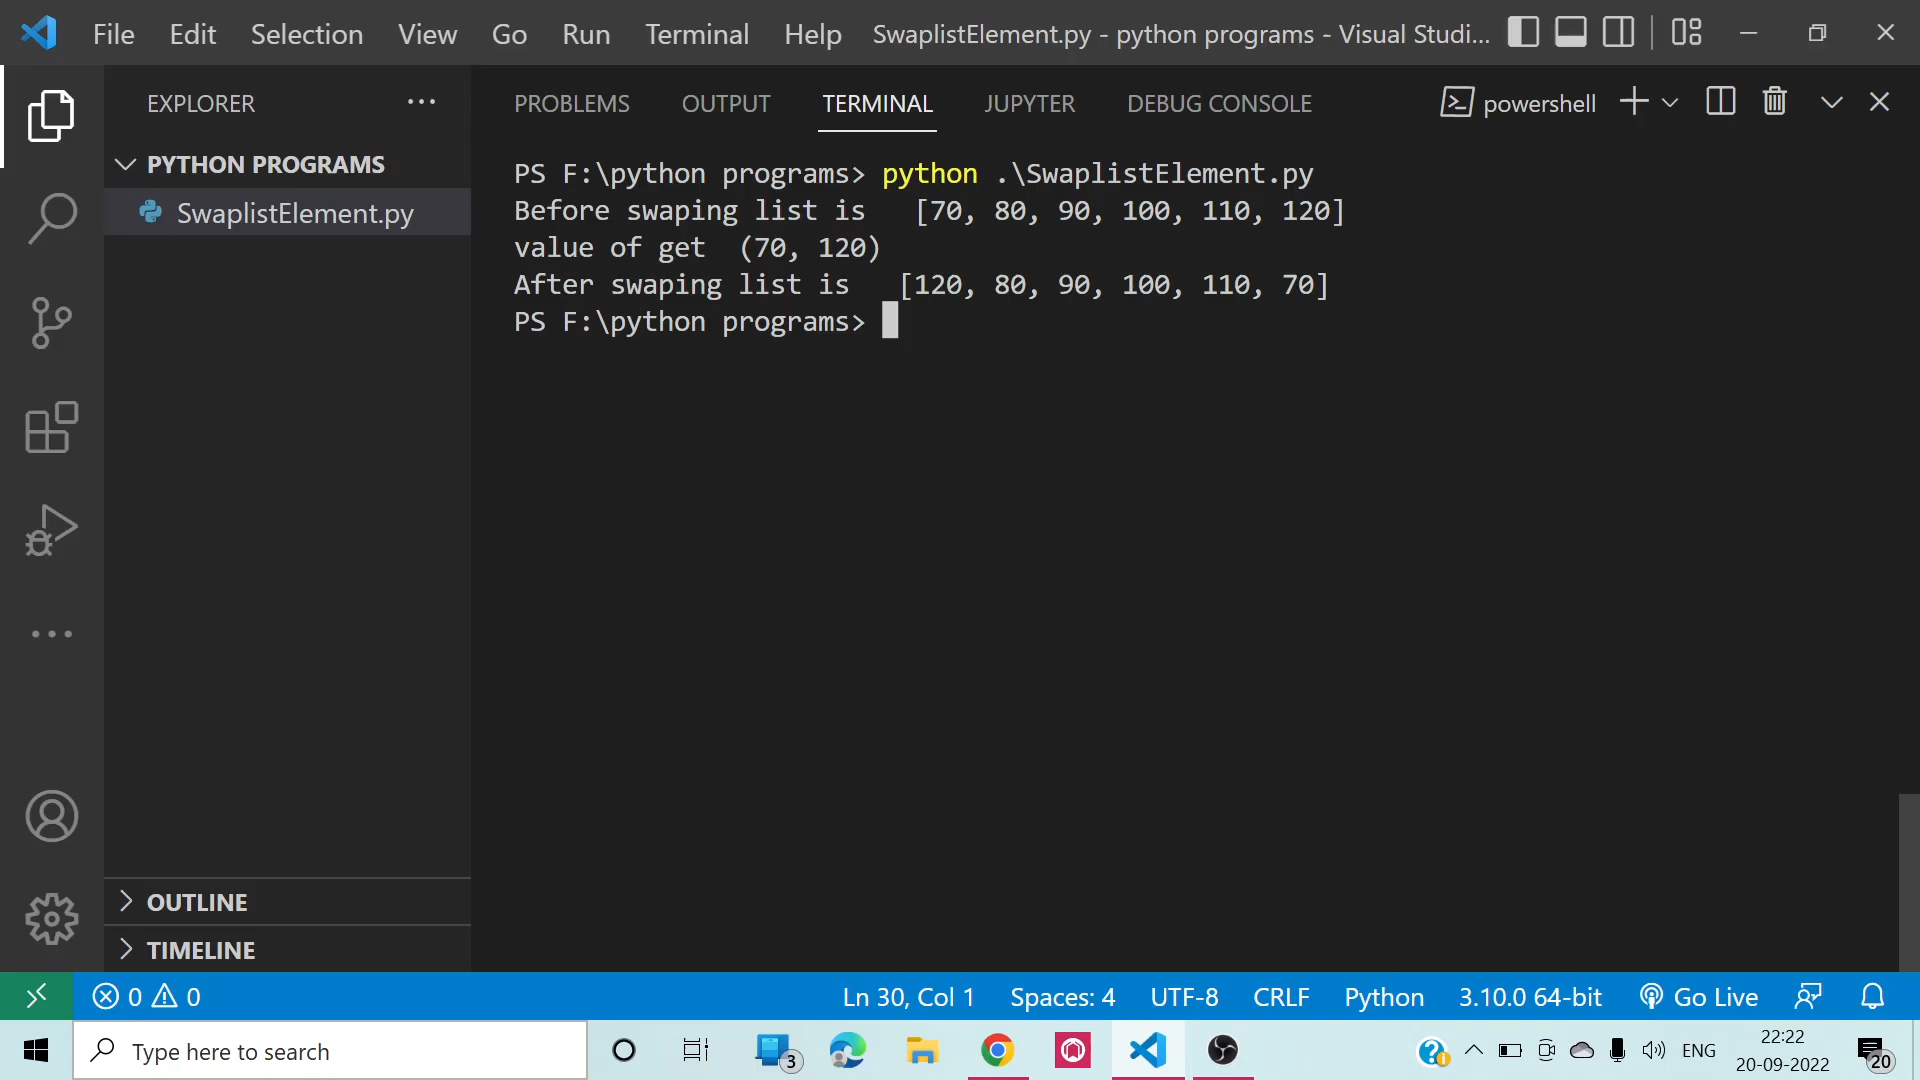 File Edit Selection View Go Run Terminal Help SwaplistElement.py - python programs - Visual Studi...
EXPLORER
PYTHON PROGRAMS
SwaplistElement.py
OUTLINE
TIMELINE
PROBLEMS OUTPUT TERMINAL JUPYTER DEBUG CONSOLE powershell
PS F:\python programs> python .\SwaplistElement.py
Before swaping list is   [70, 80, 90, 100, 110, 120]
value of get  (70, 120)
After swaping list is   [120, 80, 90, 100, 110, 70]
PS F:\python programs>
0 0 Ln 30, Col 1 Spaces: 4 UTF-8 CRLF Python 3.10.0 64-bit Go Live
Type here to search 3 ENG 22:22 20
20-09-2022